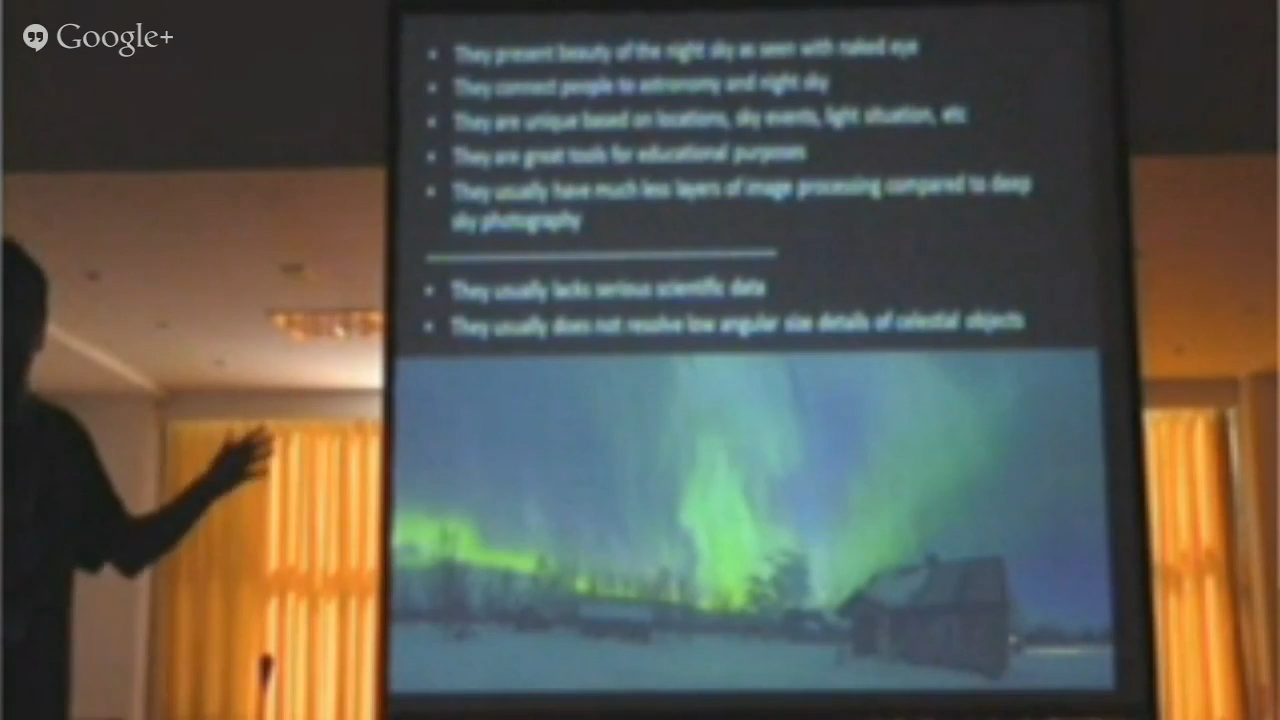 Google+
• They present beauty of the night sky as seen with naked eye
• They connect people to astronomy and night sky
• They are unique based on locations, sky events, light situation, etc
• They are great tools for educational purposes
• They usually have much less layers of image processing compared to deep
sky photography
• They usually lacks serious scientific data
• They usually does not resolve low angular size details of celestial objects